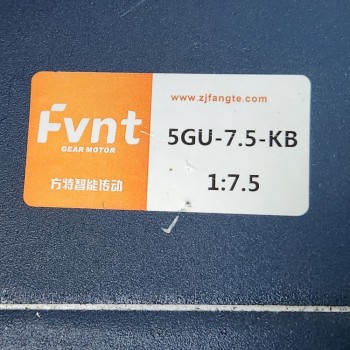 Fvnt
GEAR MOTOR
方特智能传动
www.zjfangte.com
5GU-7.5-KB
1:7.5